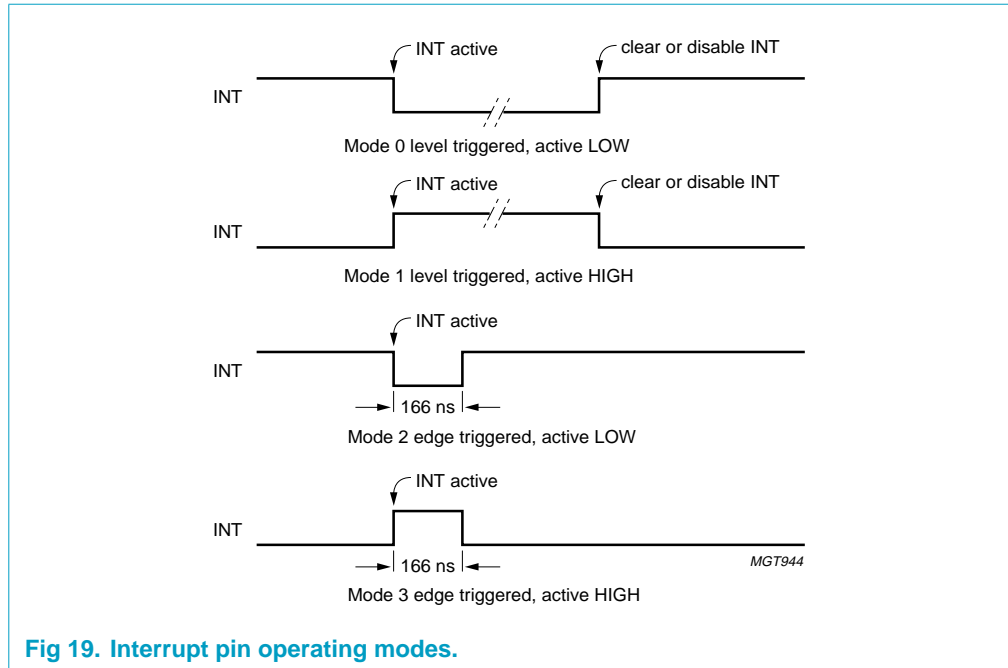 INT active
clear or disable INT
INT
Mode 0 level triggered, active LOW
INT active
clear or disable INT
INT
Mode 1 level triggered, active HIGH
INT active
INT
166 ns
Mode 2 edge triggered, active LOW
INT active
INT
166 ns
MGT944
Mode 3 edge triggered, active HIGH
Fig 19. Interrupt pin operating modes.